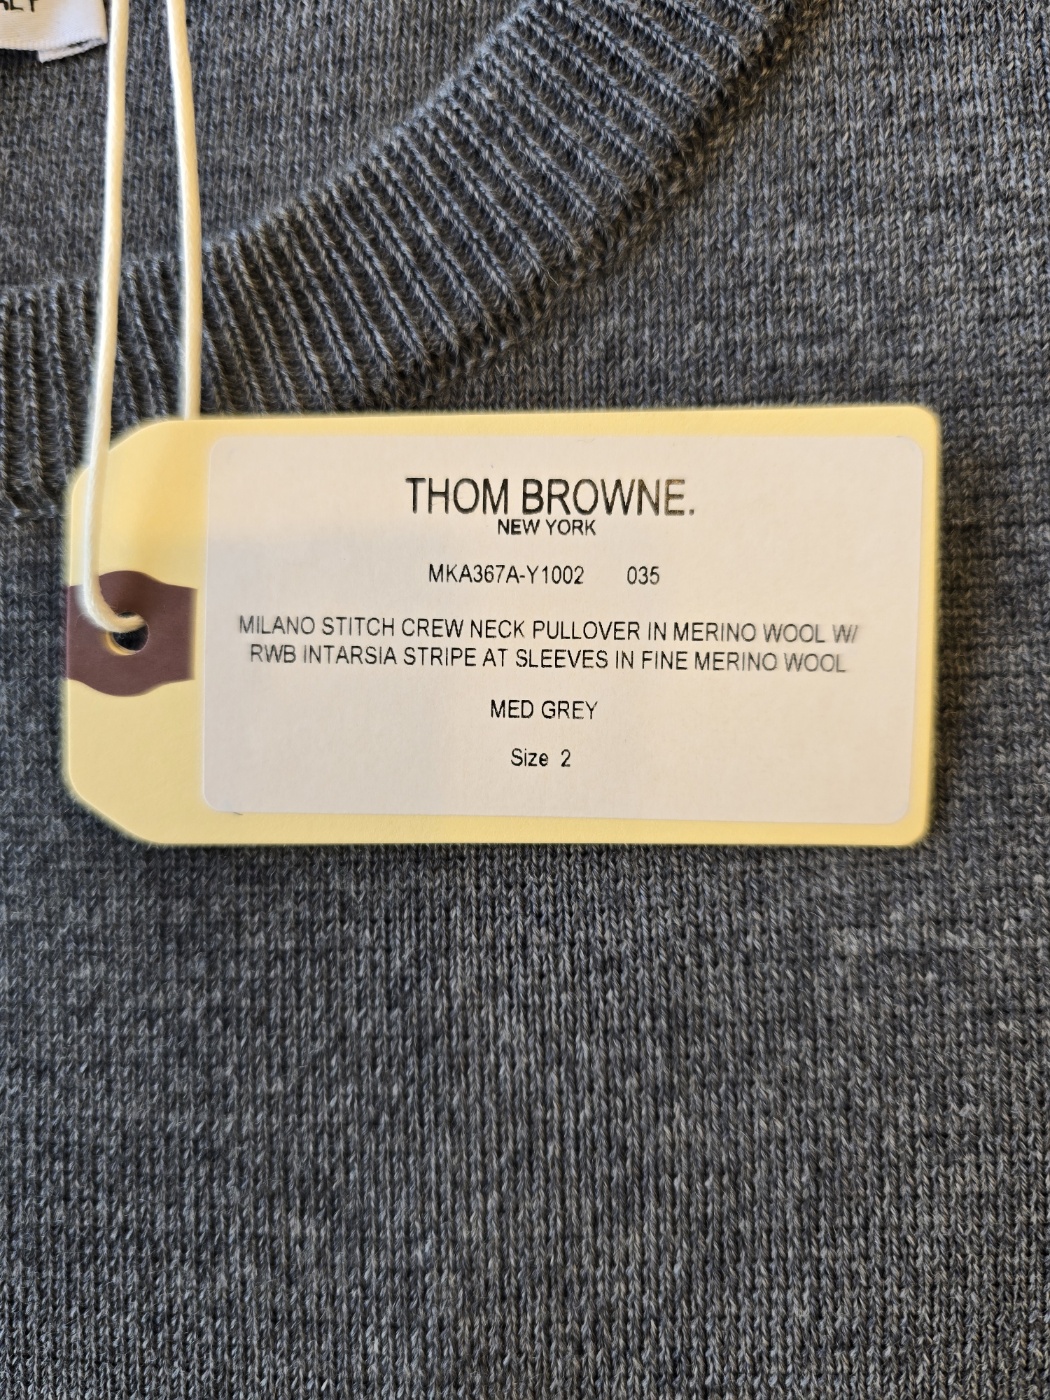 THOM BROWNE.
NEW YORK
MKA367A-Y1002 035
MILANO STITCH CREW NECK PULLOVER IN MERINO WOOL W/
RWB INTARSIA STRIPE AT SLEEVES IN FINE MERINO WOOL
MED GREY
Size 2